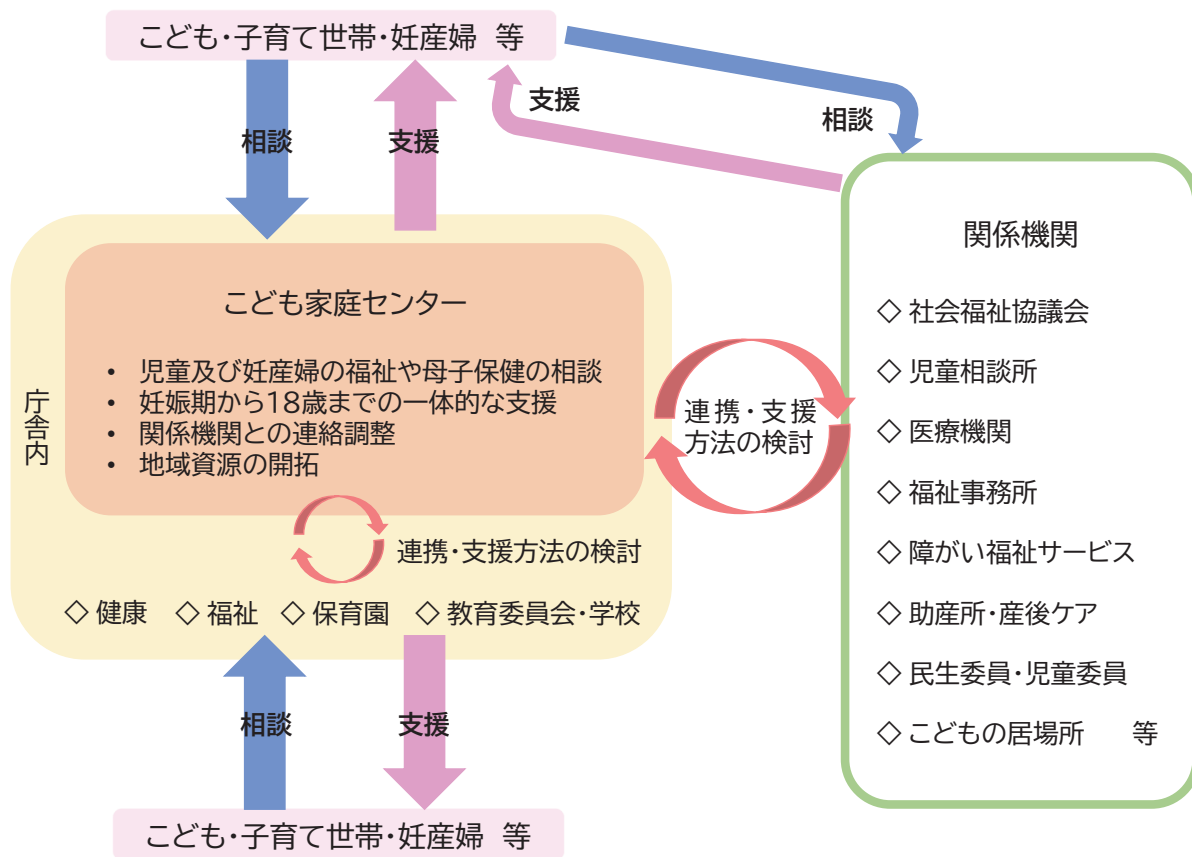 こども・子育て世帯・妊産婦　等
支援
相談
相談
支援
関係機関
こども家庭センター
・ 児童及び妊産婦の福祉や母子保健の相談
・ 妊娠期から18歳までの一体的な支援
・ 関係機関との連絡調整
・ 地域資源の開拓
庁舎内
連携・支援
方法の検討
連携・支援方法の検討
◇ 健康　◇ 福祉　◇ 保育園　◇ 教育委員会・学校
◇ 社会福祉協議会
◇ 児童相談所
◇ 医療機関
◇ 福祉事務所
◇ 障がい福祉サービス
◇ 助産所・産後ケア
◇ 民生委員・児童委員
◇ こどもの居場所　等
相談
支援
こども・子育て世帯・妊産婦　等